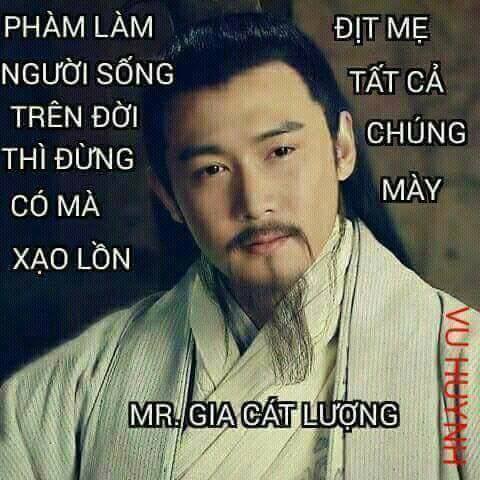 PHÀM LÀM
NGƯỜI SỐNG
TRÊN ĐỜI
THÌ ĐỪNG
CÓ MÀ
XẠO LỒN
ĐỊT MẸ
TẤT CẢ
CHÚNG
MÀY
MR. GIA CÁT LƯỢNG
VU HUYNH